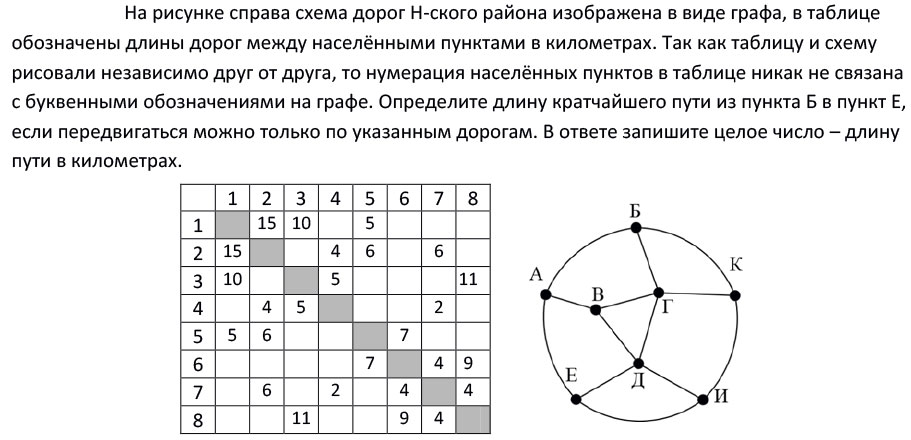 На рисунке справа схема дорог Н-ского района изображена в виде графа, в таблице
обозначены длины дорог между населёнными пунктами в километрах. Так как таблицу и схему
рисовали независимо друг от друга, то нумерация населённых пунктов в таблице никак не связана
с буквенными обозначениями на графе. Определите длину кратчайшего пути из пункта Б в пункт Е,
если передвигаться можно только по указанным дорогам. В ответе запишите целое число – длину
пути в километрах.
1 2 3 4 5 6 7 8
1 15 10 5
2 15 4 6 6
3 10 5 11
4 4 5 2
5 5 6 7
6 7 4 9
7 6 2 4 4
8 11 9 4
Б
К
А
В
Г
Е
Д
И